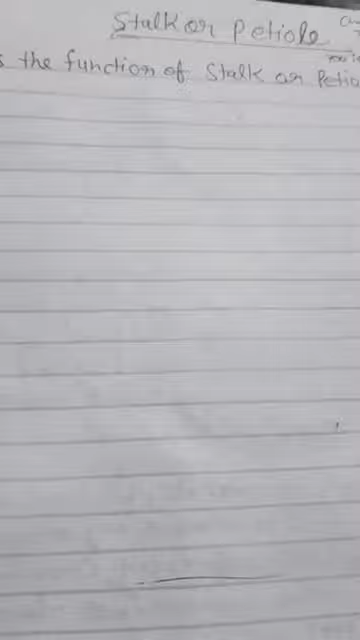 Stalk or Petiole
the function of Stalk or